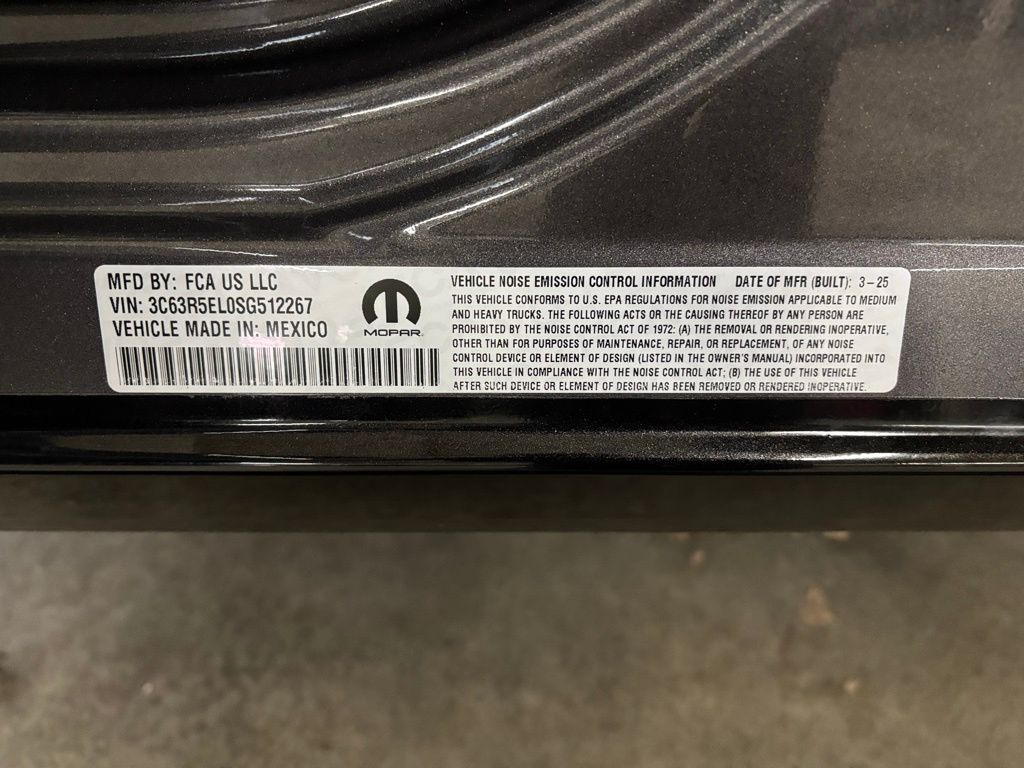 MFD BY: FCA US LLC
VIN: 3C63R5EL0SG512267
VEHICLE MADE IN: MEXICO
MOPAR
VEHICLE NOISE EMISSION CONTROL INFORMATION DATE OF MFR (BUILT): 3-25
THIS VEHICLE CONFORMS TO U.S. EPA REGULATIONS FOR NOISE EMISSION APPLICABLE TO MEDIUM
AND HEAVY TRUCKS. THE FOLLOWING ACTS OR THE CAUSING THEREOF BY ANY PERSON ARE
PROHIBITED BY THE NOISE CONTROL ACT OF 1972: (A) THE REMOVAL OR RENDERING INOPERATIVE,
OTHER THAN FOR PURPOSES OF MAINTENANCE, REPAIR, OR REPLACEMENT, OF ANY NOISE
CONTROL DEVICE OR ELEMENT OF DESIGN (LISTED IN THE OWNER'S MANUAL) INCORPORATED INTO
THIS VEHICLE IN COMPLIANCE WITH THE NOISE CONTROL ACT; (B) THE USE OF THIS VEHICLE
AFTER SUCH DEVICE OR ELEMENT OF DESIGN HAS BEEN REMOVED OR RENDERED INOPERATIVE.